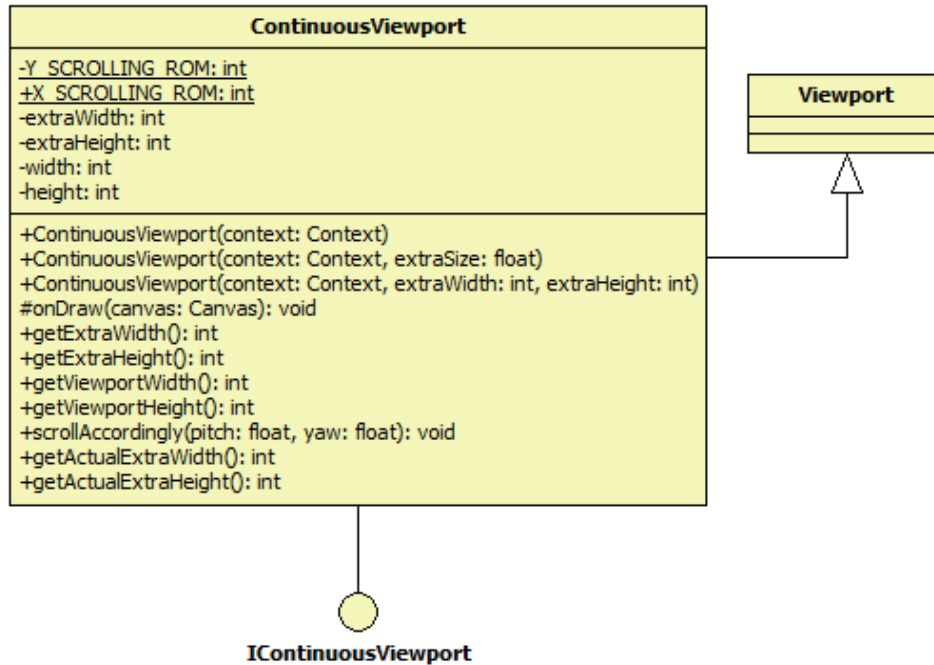 ContinuousViewport
-Y_SCROLLING_ROM: int
+X_SCROLLING_ROM: int
-extraWidth: int
-extraHeight: int
-width: int
-height: int
+ContinuousViewport(context: Context)
+ContinuousViewport(context: Context, extraSize: float)
+ContinuousViewport(context: Context, extraWidth: int, extraHeight: int)
#onDraw(canvas: Canvas): void
+getExtraWidth(): int
+getExtraHeight(): int
+getViewportWidth(): int
+getViewportHeight(): int
+scrollAccordingly(pitch: float, yaw: float): void
+getActualExtraWidth(): int
+getActualExtraHeight(): int
Viewport
IContinuousViewport